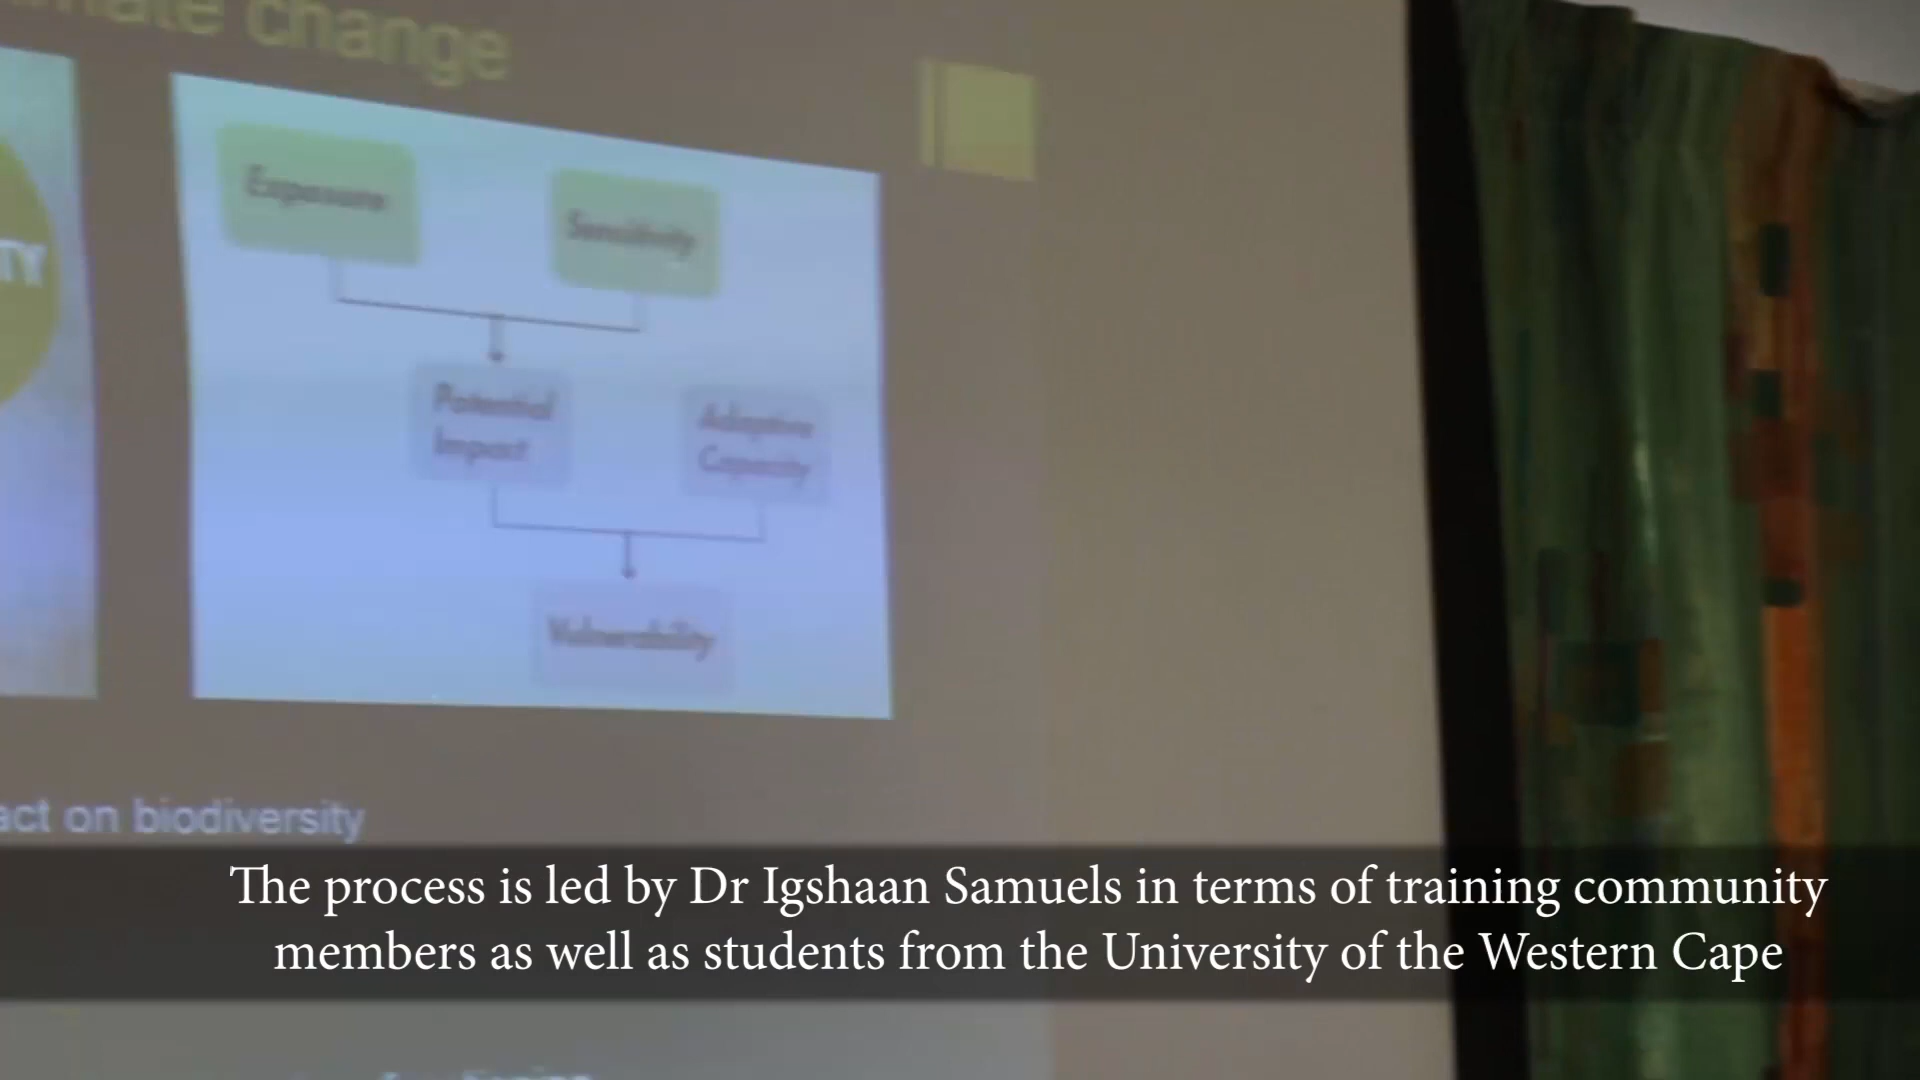 change
Exposure
Sensitivity
Potential
Impact
Adaptive
Capacity
Vulnerability
on biodiversity
The process is led by Dr Igshaan Samuels in terms of training community
members as well as students from the University of the Western Cape